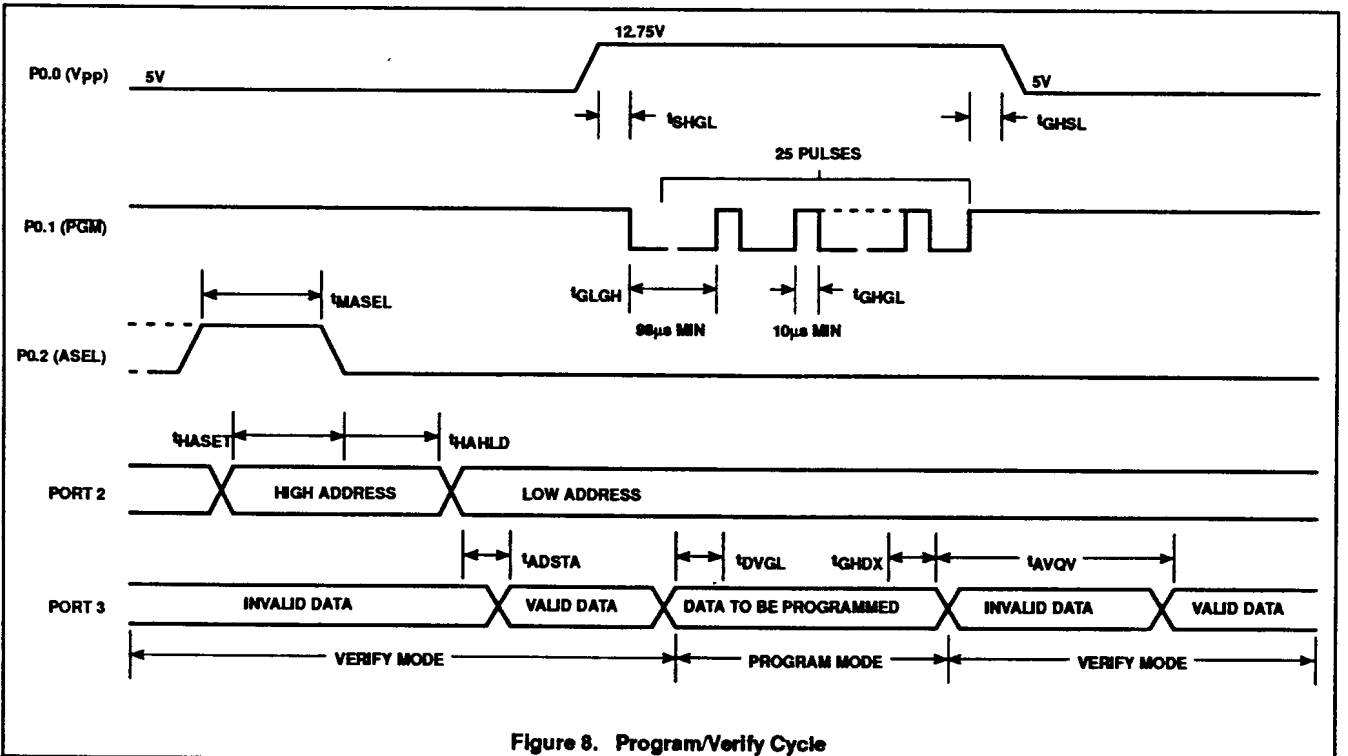 12.75V
P0.0 (VPP)
5V
5V
tSHGL
tGHSL
25 PULSES
P0.1 (PGM)
tGLGH
98µs MIN
tGHGL
10µs MIN
tMASEL
P0.2 (ASEL)
tHASET
tHAHLD
PORT 2
HIGH ADDRESS
LOW ADDRESS
tADSTA
tDVGL
tGHDX
tAVQV
PORT 3
INVALID DATA
VALID DATA
DATA TO BE PROGRAMMED
INVALID DATA
VALID DATA
VERIFY MODE
PROGRAM MODE
VERIFY MODE
Figure 8. Program/Verify Cycle